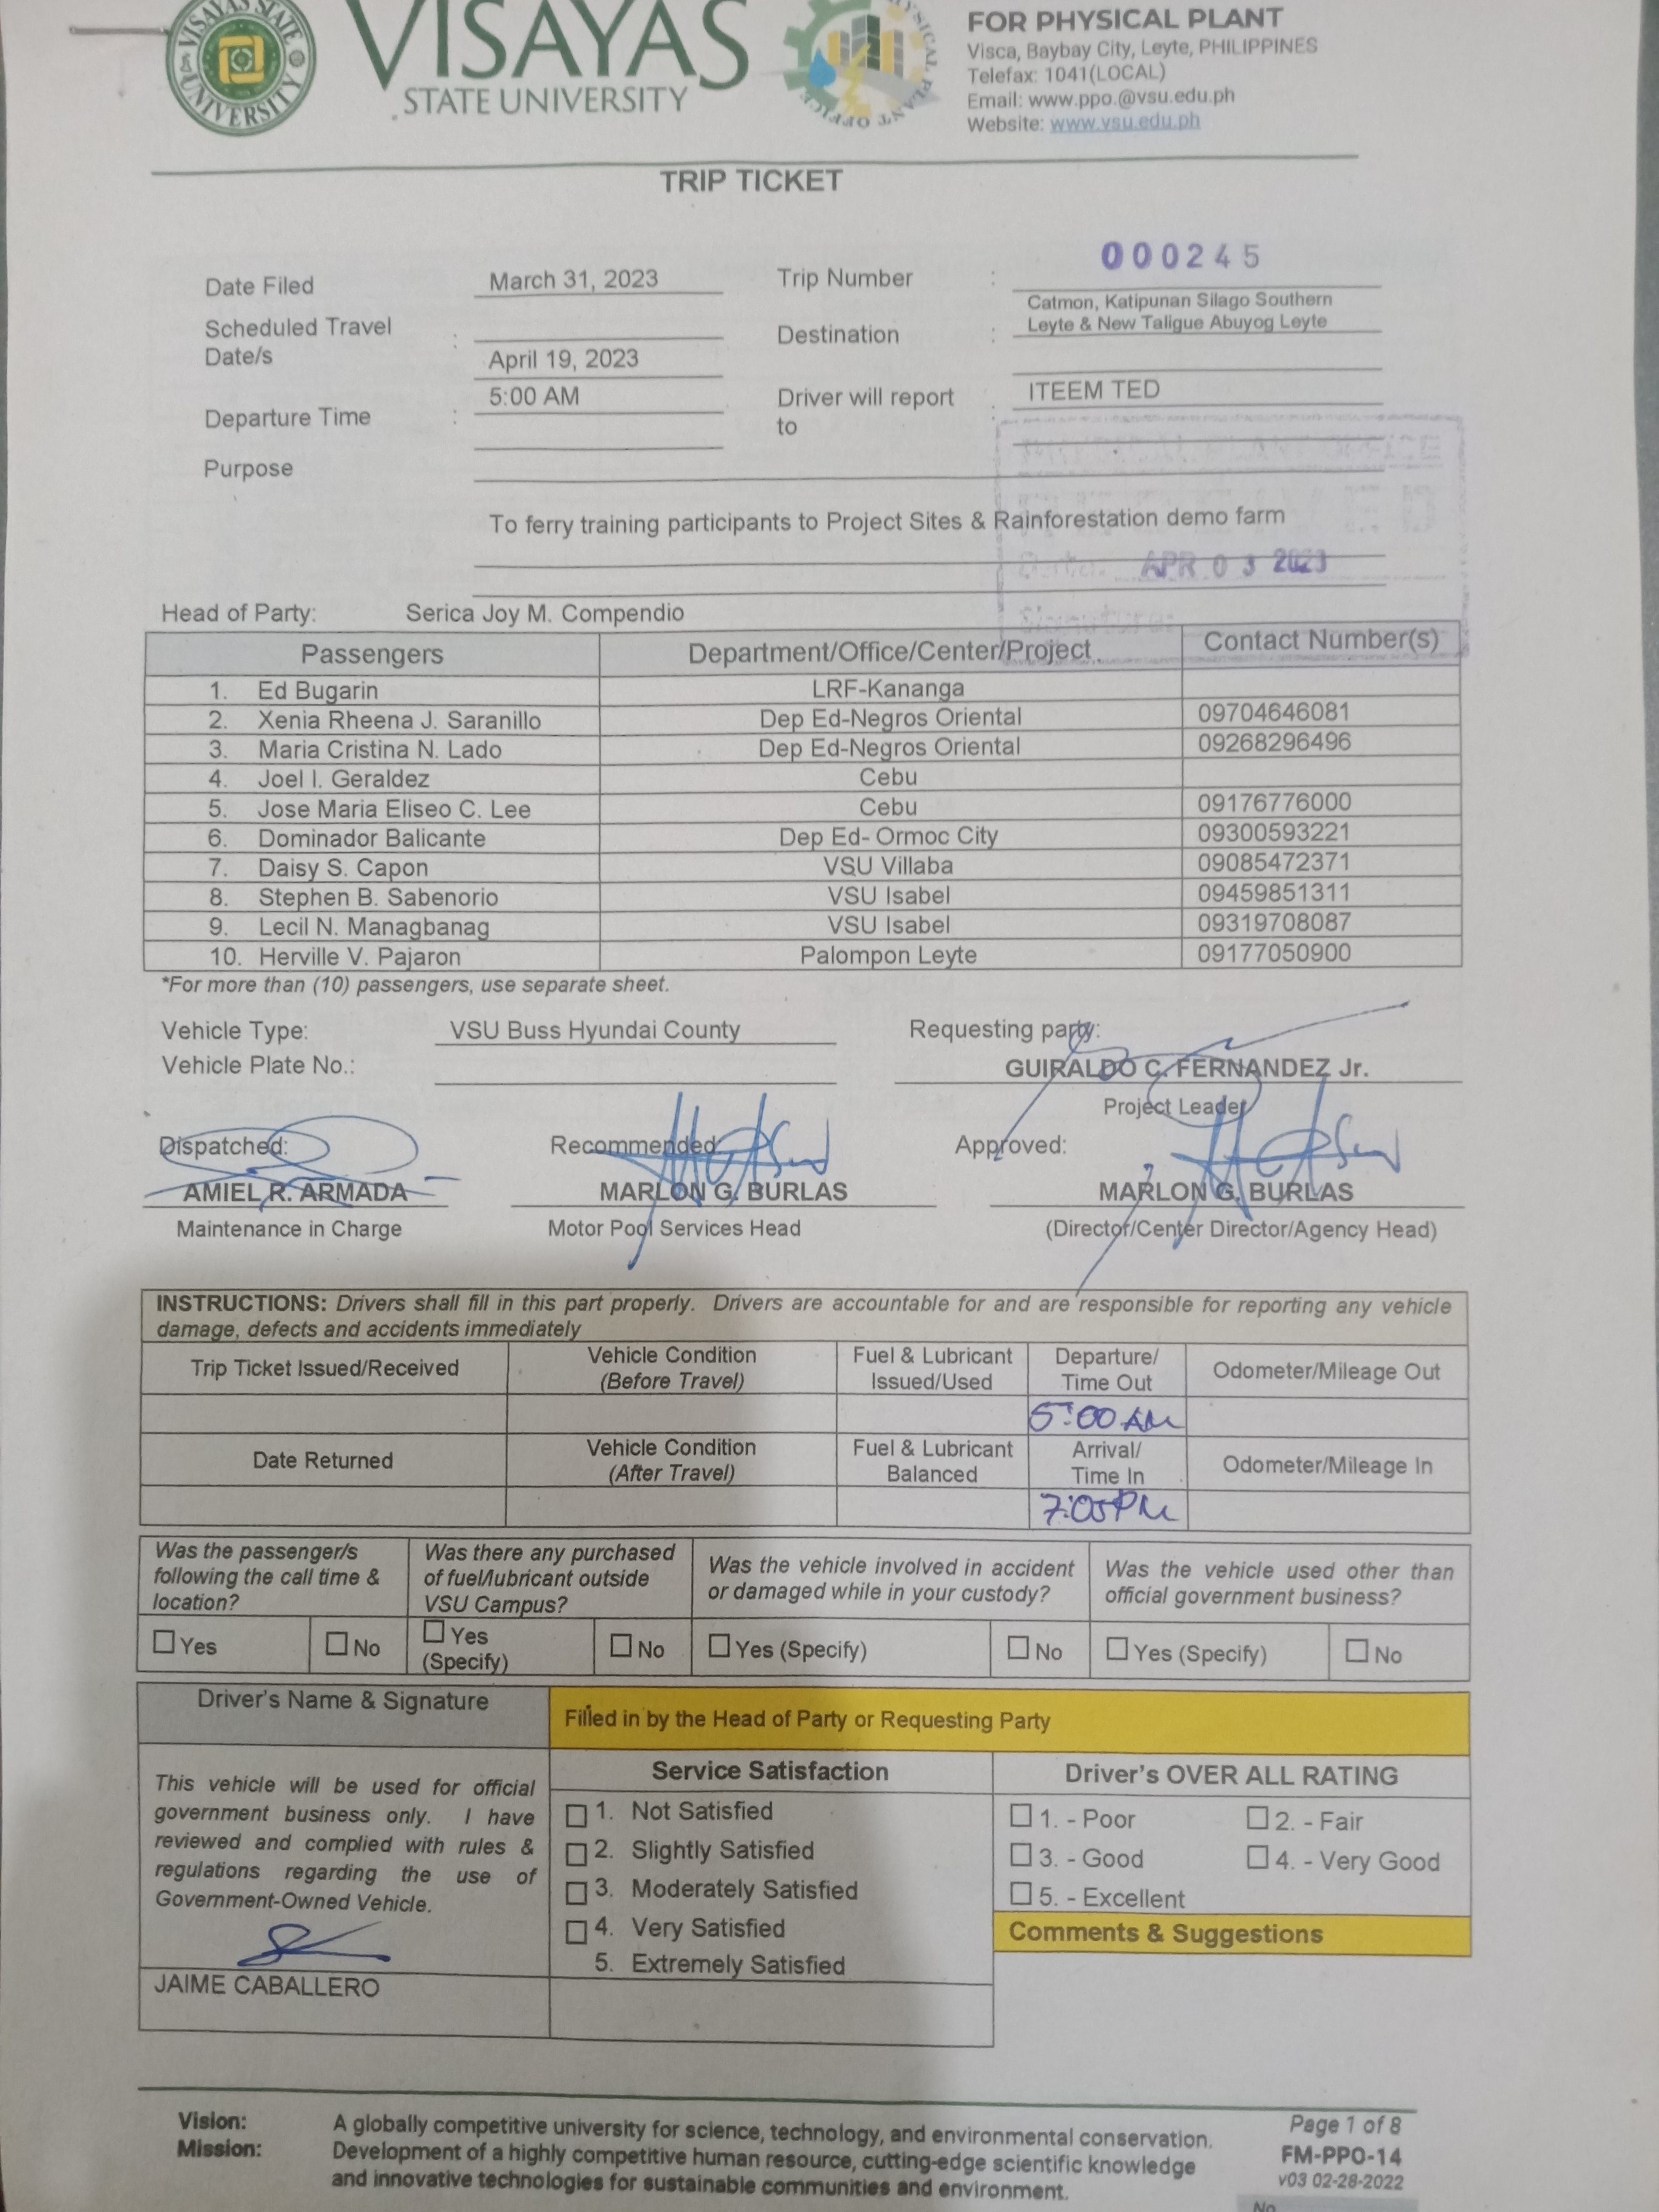 VISAYAS STATE UNIVERSITY
VISAYAS
STATE UNIVERSITY
PHYSICAL PLANT OFFICE
FOR PHYSICAL PLANT
Visca, Baybay City, Leyte, PHILIPPINES
Telefax: 1041(LOCAL)
Email: www.ppo.@vsu.edu.ph
Website: www.vsu.edu.ph
TRIP TICKET
000245
Date Filed March 31, 2023 Trip Number :
Scheduled Travel Date/s : April 19, 2023
Destination : Catmon, Katipunan Silago Southern
Leyte & New Taligue Abuyog Leyte
Departure Time : 5:00 AM
Driver will report to : ITEEM TED
Purpose
To ferry training participants to Project Sites & Rainforestation demo farm
APR 03 2023
Head of Party: Serica Joy M. Compendio
Passengers Department/Office/Center/Project Contact Number(s)
1. Ed Bugarin LRF-Kananga
2. Xenia Rheena J. Saranillo Dep Ed-Negros Oriental 09704646081
3. Maria Cristina N. Lado Dep Ed-Negros Oriental 09268296496
4. Joel I. Geraldez Cebu
5. Jose Maria Eliseo C. Lee Cebu 09176776000
6. Dominador Balicante Dep Ed- Ormoc City 09300593221
7. Daisy S. Capon VSU Villaba 09085472371
8. Stephen B. Sabenorio VSU Isabel 09459851311
9. Lecil N. Managbanag VSU Isabel 09319708087
10. Herville V. Pajaron Palompon Leyte 09177050900
*For more than (10) passengers, use separate sheet.
Vehicle Type: VSU Buss Hyundai County Requesting party:
Vehicle Plate No.: GUIRALDO C. FERNANDEZ Jr.
Project Leader
Dispatched: Recommended: Approved:
AMIEL R. ARMADA MARLON G. BURLAS MARLON G. BURLAS
Maintenance in Charge Motor Pool Services Head (Director/Center Director/Agency Head)
INSTRUCTIONS: Drivers shall fill in this part properly. Drivers are accountable for and are responsible for reporting any vehicle
damage, defects and accidents immediately
Trip Ticket Issued/Received Vehicle Condition (Before Travel) Fuel & Lubricant Issued/Used Departure/ Time Out Odometer/Mileage Out
5:00 AM
Date Returned Vehicle Condition (After Travel) Fuel & Lubricant Balanced Arrival/ Time In Odometer/Mileage In
7:05 PM
Was the passenger/s following the call time & location?
Was there any purchased of fuel/lubricant outside VSU Campus?
Was the vehicle involved in accident or damaged while in your custody?
Was the vehicle used other than official government business?
Yes No Yes (Specify) No Yes (Specify) No Yes (Specify) No
Driver's Name & Signature Filled in by the Head of Party or Requesting Party
This vehicle will be used for official
government business only. I have
reviewed and complied with rules &
regulations regarding the use of
Government-Owned Vehicle.
JAIME CABALLERO
Service Satisfaction
1. Not Satisfied
2. Slightly Satisfied
3. Moderately Satisfied
4. Very Satisfied
5. Extremely Satisfied
Driver's OVER ALL RATING
1. - Poor 2. - Fair
3. - Good 4. - Very Good
5. - Excellent
Comments & Suggestions
Vision: A globally competitive university for science, technology, and environmental conservation.
Mission: Development of a highly competitive human resource, cutting-edge scientific knowledge
and innovative technologies for sustainable communities and environment.
Page 1 of 8
FM-PPO-14
v03 02-28-2022
No.